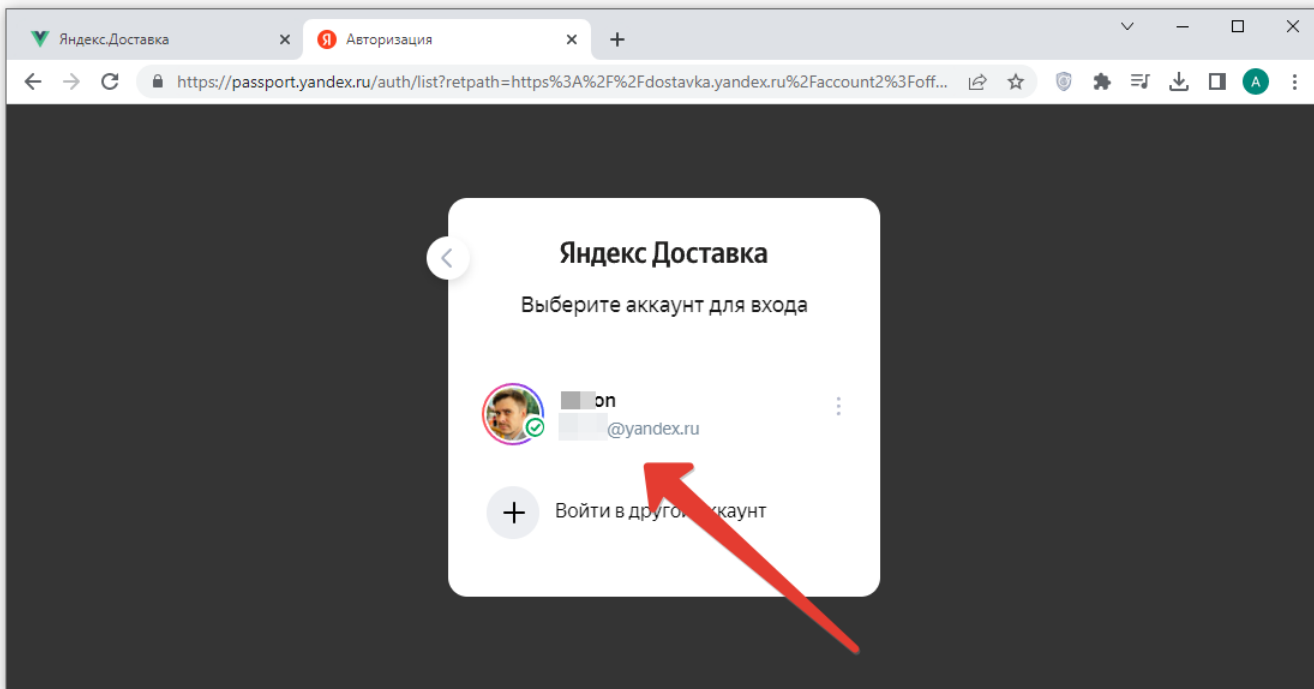 Яндекс.Доставка
Я Авторизация
https://passport.yandex.ru/auth/list?retpath=https%3A%2F%2Fdostavka.yandex.ru%2Faccount2%3Foff...
A
Яндекс Доставка
Выберите аккаунт для входа
on
@yandex.ru
Войти в другой аккаунт